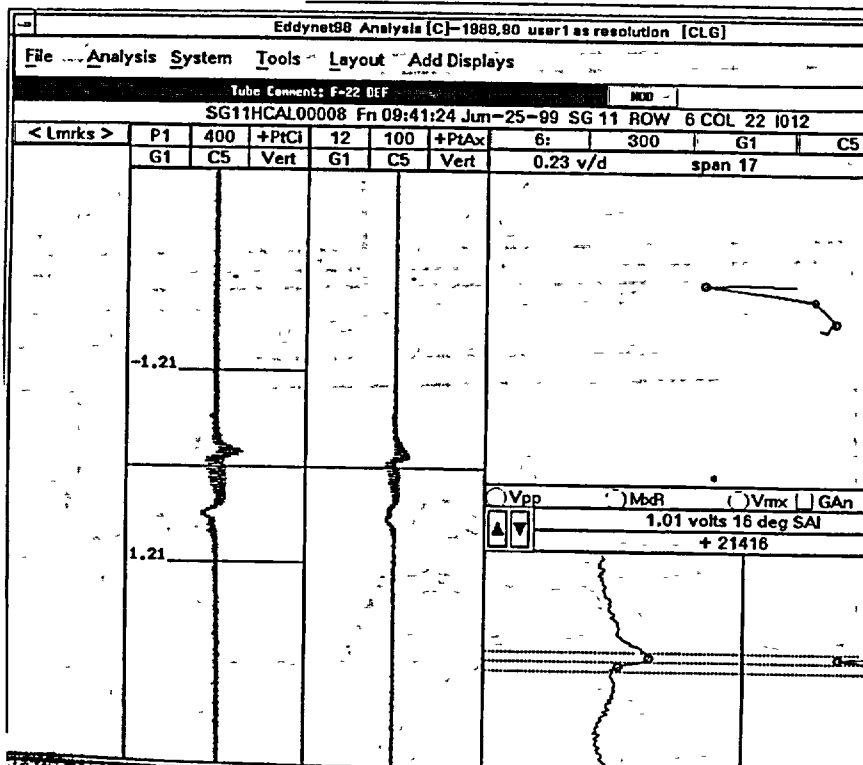 Eddynet98 Analysis [C]-1989,90 user1 as resolution [CLG]
File Analysis System Tools Layout Add Displays
Tube Comment: F-22 DEF
SG11HCAL00008 Fri 09:41:24 Jun-25-99 SG 11 ROW 6 COL 22 I012
< Lmrks > P1 400 +PtCi 12 100 +PtAx 6: 300 G1 C5
G1 C5 Vert G1 C5 Vert 0.23 v/d span 17
-1.21
Vpp MxR Vmx GAn
1.01 volts 16 deg SAI
+ 21416
1.21